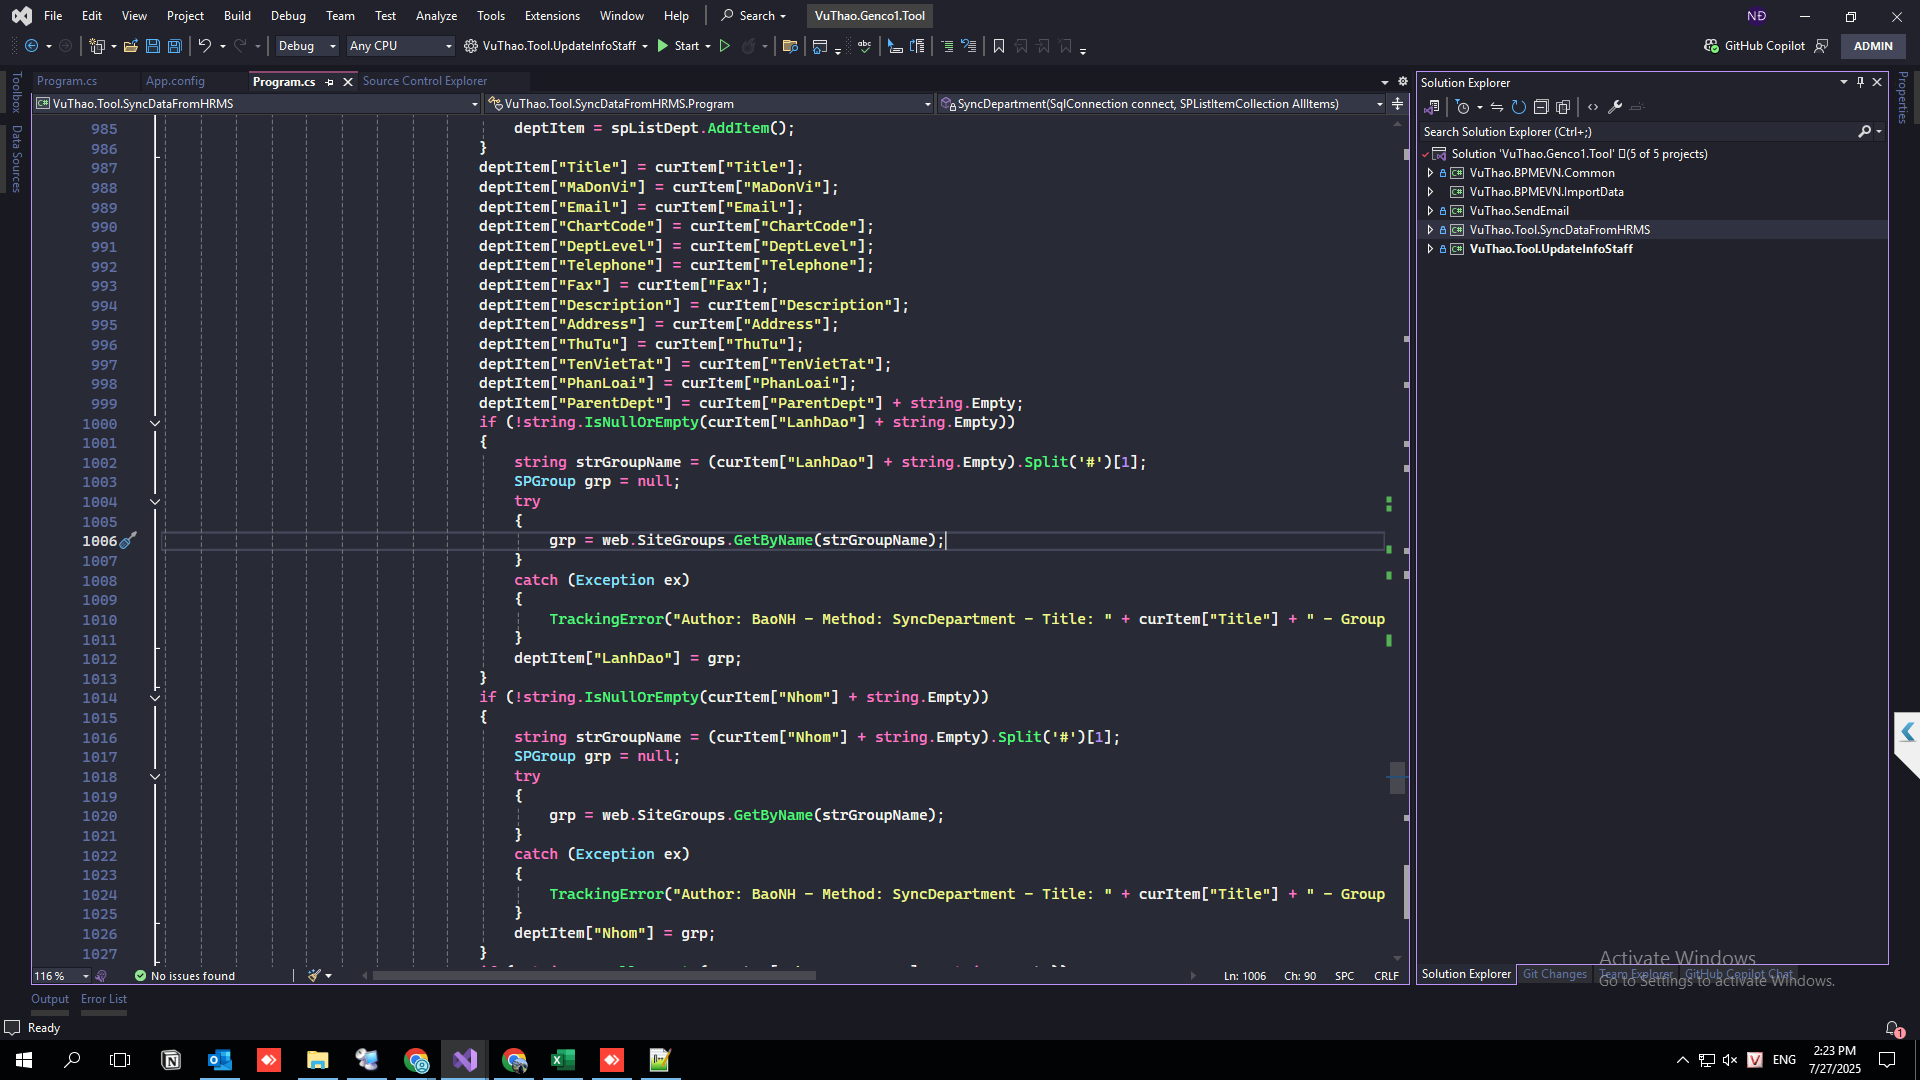 File Edit View Project Build Debug Team Test Analyze Tools Extensions Window Help Search VuThao.Genco1.Tool NĐ
Debug Any CPU VuThao.Tool.UpdateInfoStaff Start GitHub Copilot ADMIN
Toolbox
Data Sources
Program.cs App.config Program.cs Source Control Explorer
VuThao.Tool.SyncDataFromHRMS VuThao.Tool.SyncDataFromHRMS.Program SyncDepartment(SqlConnection connect, SPListItemCollection AllItems)
985 deptItem = spListDept.AddItem();
986 }
987 deptItem["Title"] = curItem["Title"];
988 deptItem["MaDonVi"] = curItem["MaDonVi"];
989 deptItem["Email"] = curItem["Email"];
990 deptItem["ChartCode"] = curItem["ChartCode"];
991 deptItem["DeptLevel"] = curItem["DeptLevel"];
992 deptItem["Telephone"] = curItem["Telephone"];
993 deptItem["Fax"] = curItem["Fax"];
994 deptItem["Description"] = curItem["Description"];
995 deptItem["Address"] = curItem["Address"];
996 deptItem["ThuTu"] = curItem["ThuTu"];
997 deptItem["TenVietTat"] = curItem["TenVietTat"];
998 deptItem["PhanLoai"] = curItem["PhanLoai"];
999 deptItem["ParentDept"] = curItem["ParentDept"] + string.Empty;
1000 if (!string.IsNullOrEmpty(curItem["LanhDao"] + string.Empty))
1001 {
1002 string strGroupName = (curItem["LanhDao"] + string.Empty).Split('#')[1];
1003 SPGroup grp = null;
1004 try
1005 {
1006 grp = web.SiteGroups.GetByName(strGroupName);
1007 }
1008 catch (Exception ex)
1009 {
1010 TrackingError("Author: BaoNH - Method: SyncDepartment - Title: " + curItem["Title"] + " - Group
1011 }
1012 deptItem["LanhDao"] = grp;
1013 }
1014 if (!string.IsNullOrEmpty(curItem["Nhom"] + string.Empty))
1015 {
1016 string strGroupName = (curItem["Nhom"] + string.Empty).Split('#')[1];
1017 SPGroup grp = null;
1018 try
1019 {
1020 grp = web.SiteGroups.GetByName(strGroupName);
1021 }
1022 catch (Exception ex)
1023 {
1024 TrackingError("Author: BaoNH - Method: SyncDepartment - Title: " + curItem["Title"] + " - Group
1025 }
1026 deptItem["Nhom"] = grp;
1027 }
116 % No issues found Ln: 1006 Ch: 90 SPC CRLF
Output Error List
Ready
Solution Explorer
Search Solution Explorer (Ctrl+;)
Solution 'VuThao.Genco1.Tool' (5 of 5 projects)
VuThao.BPMEVN.Common
VuThao.BPMEVN.ImportData
VuThao.SendEmail
VuThao.Tool.SyncDataFromHRMS
VuThao.Tool.UpdateInfoStaff
Properties
Activate Windows
Go to Settings to activate Windows.
Solution Explorer Git Changes Team Explorer GitHub Copilot Chat
1
ENG
2:23 PM
7/27/2025